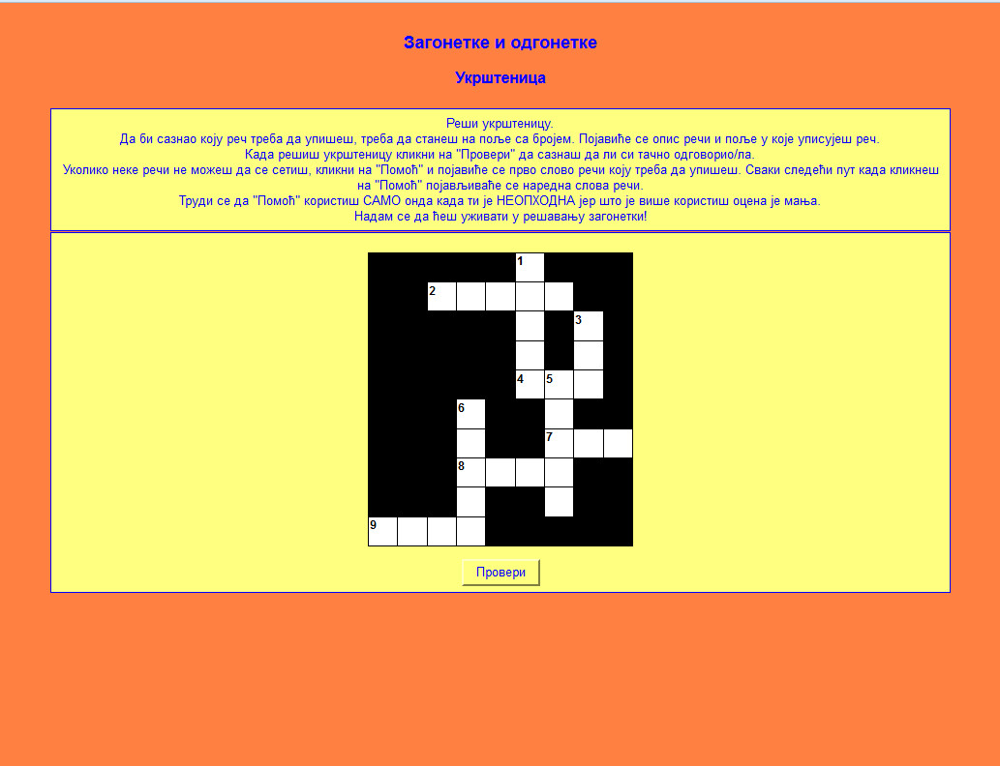 Загонетке и одгонетке
Укрштеница
Реши укрштеницу.
Да би сазнао коју реч треба да упишеш, треба да станеш на поље са бројем. Појавиће се опис речи и поље у које уписујеш реч.
Када решиш укрштеницу кликни на "Провери" да сазнаш да ли си тачно одговорио/ла.
Уколико неке речи не можеш да се сетиш, кликни на "Помоћ" и појавиће се прво слово речи коју треба да упишеш. Сваки следећи пут када кликнеш
на "Помоћ" појављиваће се наредна слова речи.
Труди се да "Помоћ" користиш САМО онда када ти је НЕОПХОДНА јер што је више користиш оцена је мања.
Надам се да ћеш уживати у решавању загонетки!
1
2
3
4 5
6
7
8
9
Провери